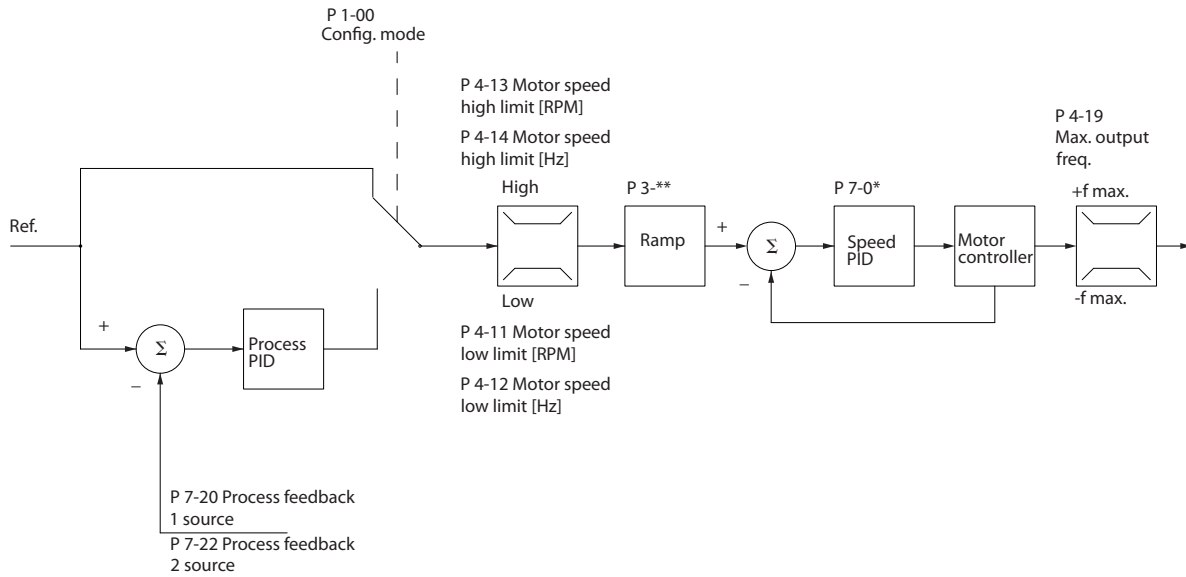 P 1-00
Config. mode
P 4-13 Motor speed
high limit [RPM]
P 4-14 Motor speed
high limit [Hz]
P 4-19
Max. output
freq.
High
P 3-**
P 7-0*
+f max.
Ref.
Ramp
+
Σ
_
Speed
PID
Motor
controller
Low
-f max.
+
Σ
_
Process
PID
P 4-11 Motor speed
low limit [RPM]
P 4-12 Motor speed
low limit [Hz]
P 7-20 Process feedback
1 source
P 7-22 Process feedback
2 source